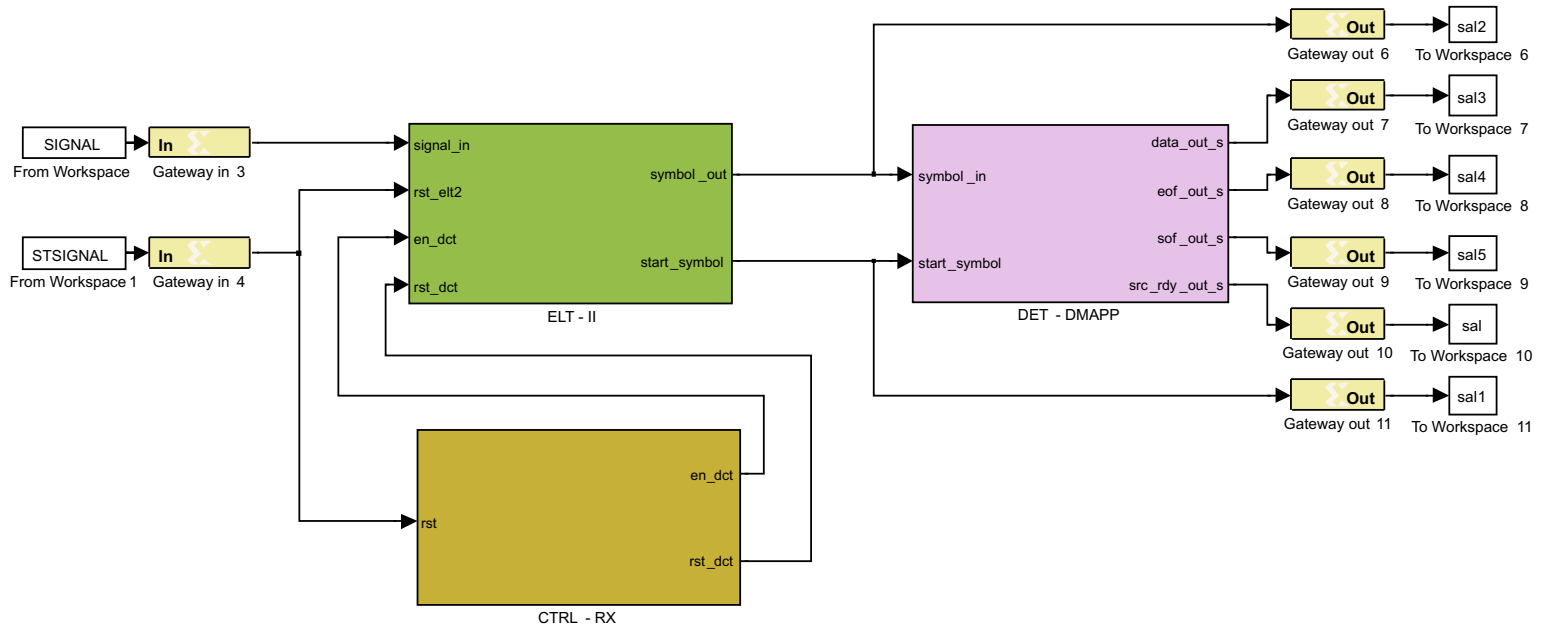 Out
sal2
Gateway out 6
To Workspace 6
Out
sal3
Gateway out 7
To Workspace 7
SIGNAL
In
From Workspace
Gateway in 3
STSIGNAL
In
From Workspace 1
Gateway in 4
signal_in
rst_elt2
en_dct
rst_dct
symbol _out
start_symbol
ELT - II
symbol _in
start_symbol
data_out_s
eof_out_s
sof_out_s
src_rdy _out_s
DET - DMAPP
Out
sal4
Gateway out 8
To Workspace 8
Out
sal5
Gateway out 9
To Workspace 9
Out
sal
Gateway out 10
To Workspace 10
Out
sal1
Gateway out 11
To Workspace 11
rst
en_dct
rst_dct
CTRL - RX